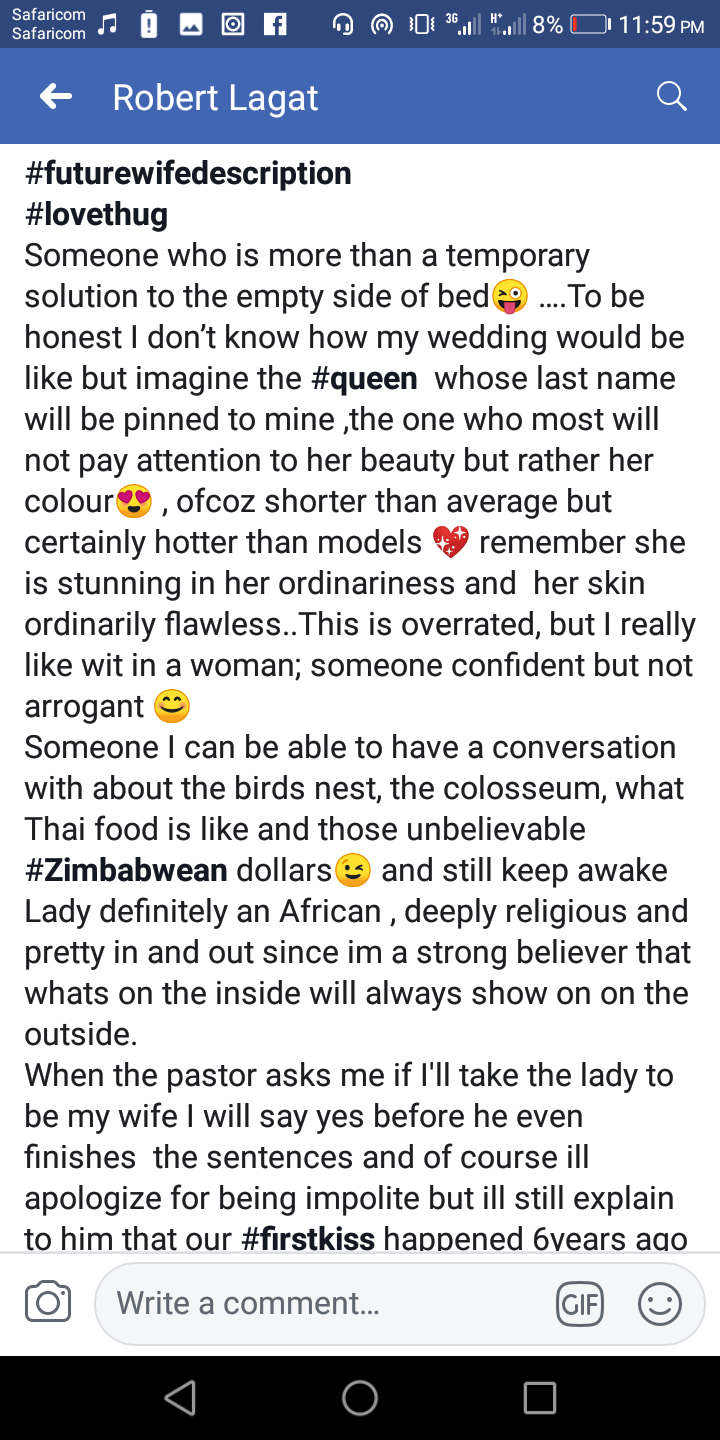 Safaricom
Safaricom
3G H+ 8% 11:59 PM
Robert Lagat
#futurewifedescription
#lovethug
Someone who is more than a temporary
solution to the empty side of bed😜 ....To be
honest I don’t know how my wedding would be
like but imagine the #queen whose last name
will be pinned to mine ,the one who most will
not pay attention to her beauty but rather her
colour😍 , ofcoz shorter than average but
certainly hotter than models 💖 remember she
is stunning in her ordinariness and her skin
ordinarily flawless..This is overrated, but I really
like wit in a woman; someone confident but not
arrogant 😊
Someone I can be able to have a conversation
with about the birds nest, the colosseum, what
Thai food is like and those unbelievable
#Zimbabwean dollars😉 and still keep awake
Lady definitely an African , deeply religious and
pretty in and out since im a strong believer that
whats on the inside will always show on on the
outside.
When the pastor asks me if I'll take the lady to
be my wife I will say yes before he even
finishes the sentences and of course ill
apologize for being impolite but ill still explain
to him that our #firstkiss happened 6years ago
Write a comment...
GIF